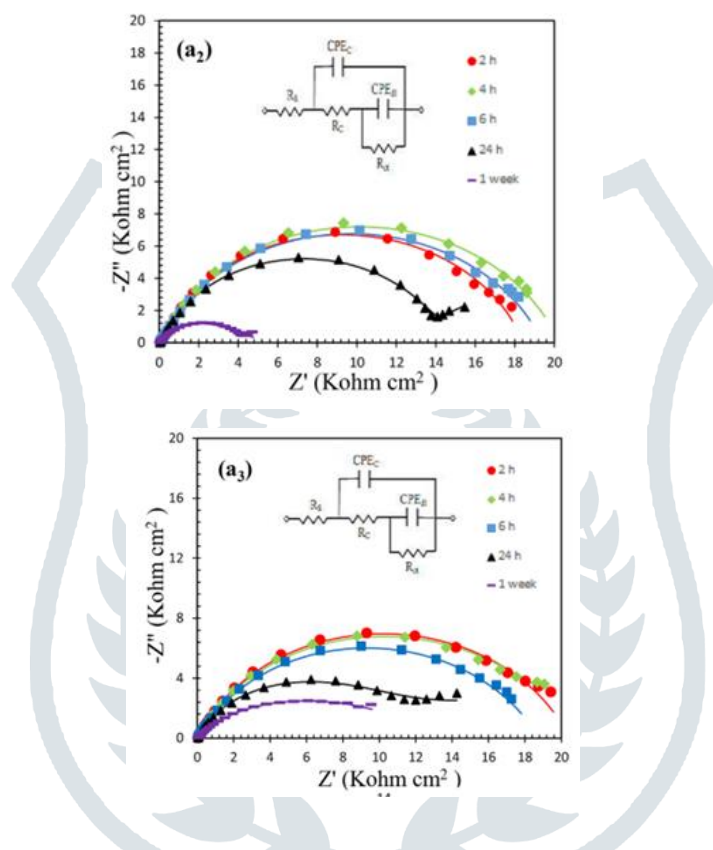 (a2)
CPEC
Rs
CPEdl
RC
Rct
2 h
4 h
6 h
24 h
1 week
-Z" (Kohm cm2 )
20
18
16
14
12
10
8
6
4
2
0
0 2 4 6 8 10 12 14 16 18 20
Z' (Kohm cm2 )
(a3)
CPEC
Rs
CPEdl
RC
Rct
2 h
4 h
6 h
24 h
1 week
-Z" (Kohm cm2 )
20
16
12
8
4
0
0 2 4 6 8 10 12 14 16 18 20
Z' (Kohm cm2 )